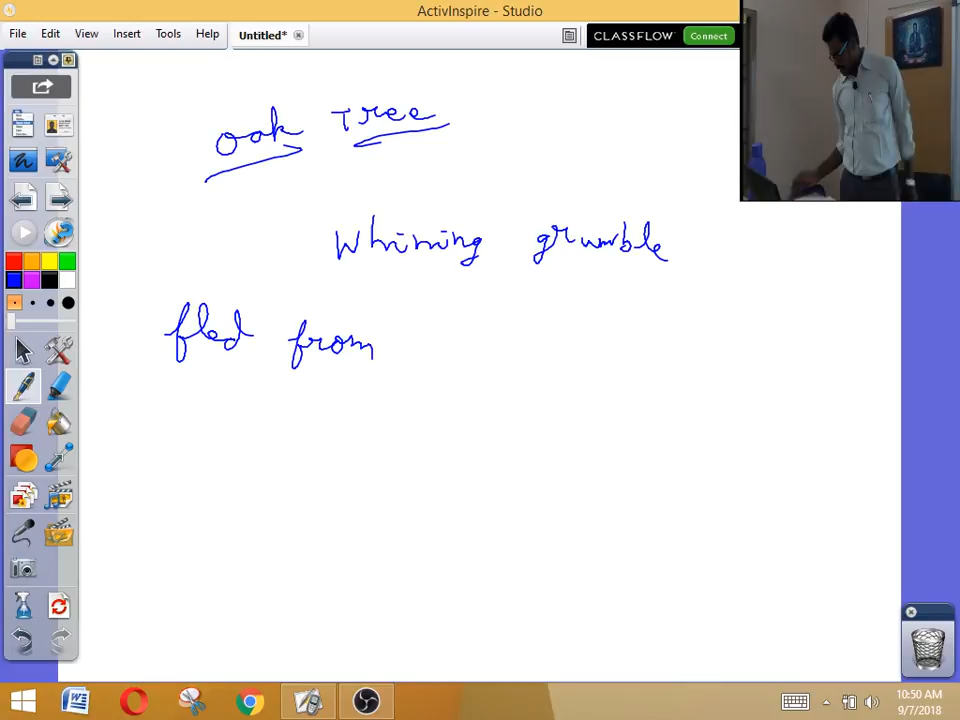 ActivInspire - Studio
File Edit View Insert Tools Help Untitled* CLASSFLOW Connect
Oak Tree
Whining grumble
fled from
10:50 AM
9/7/2018